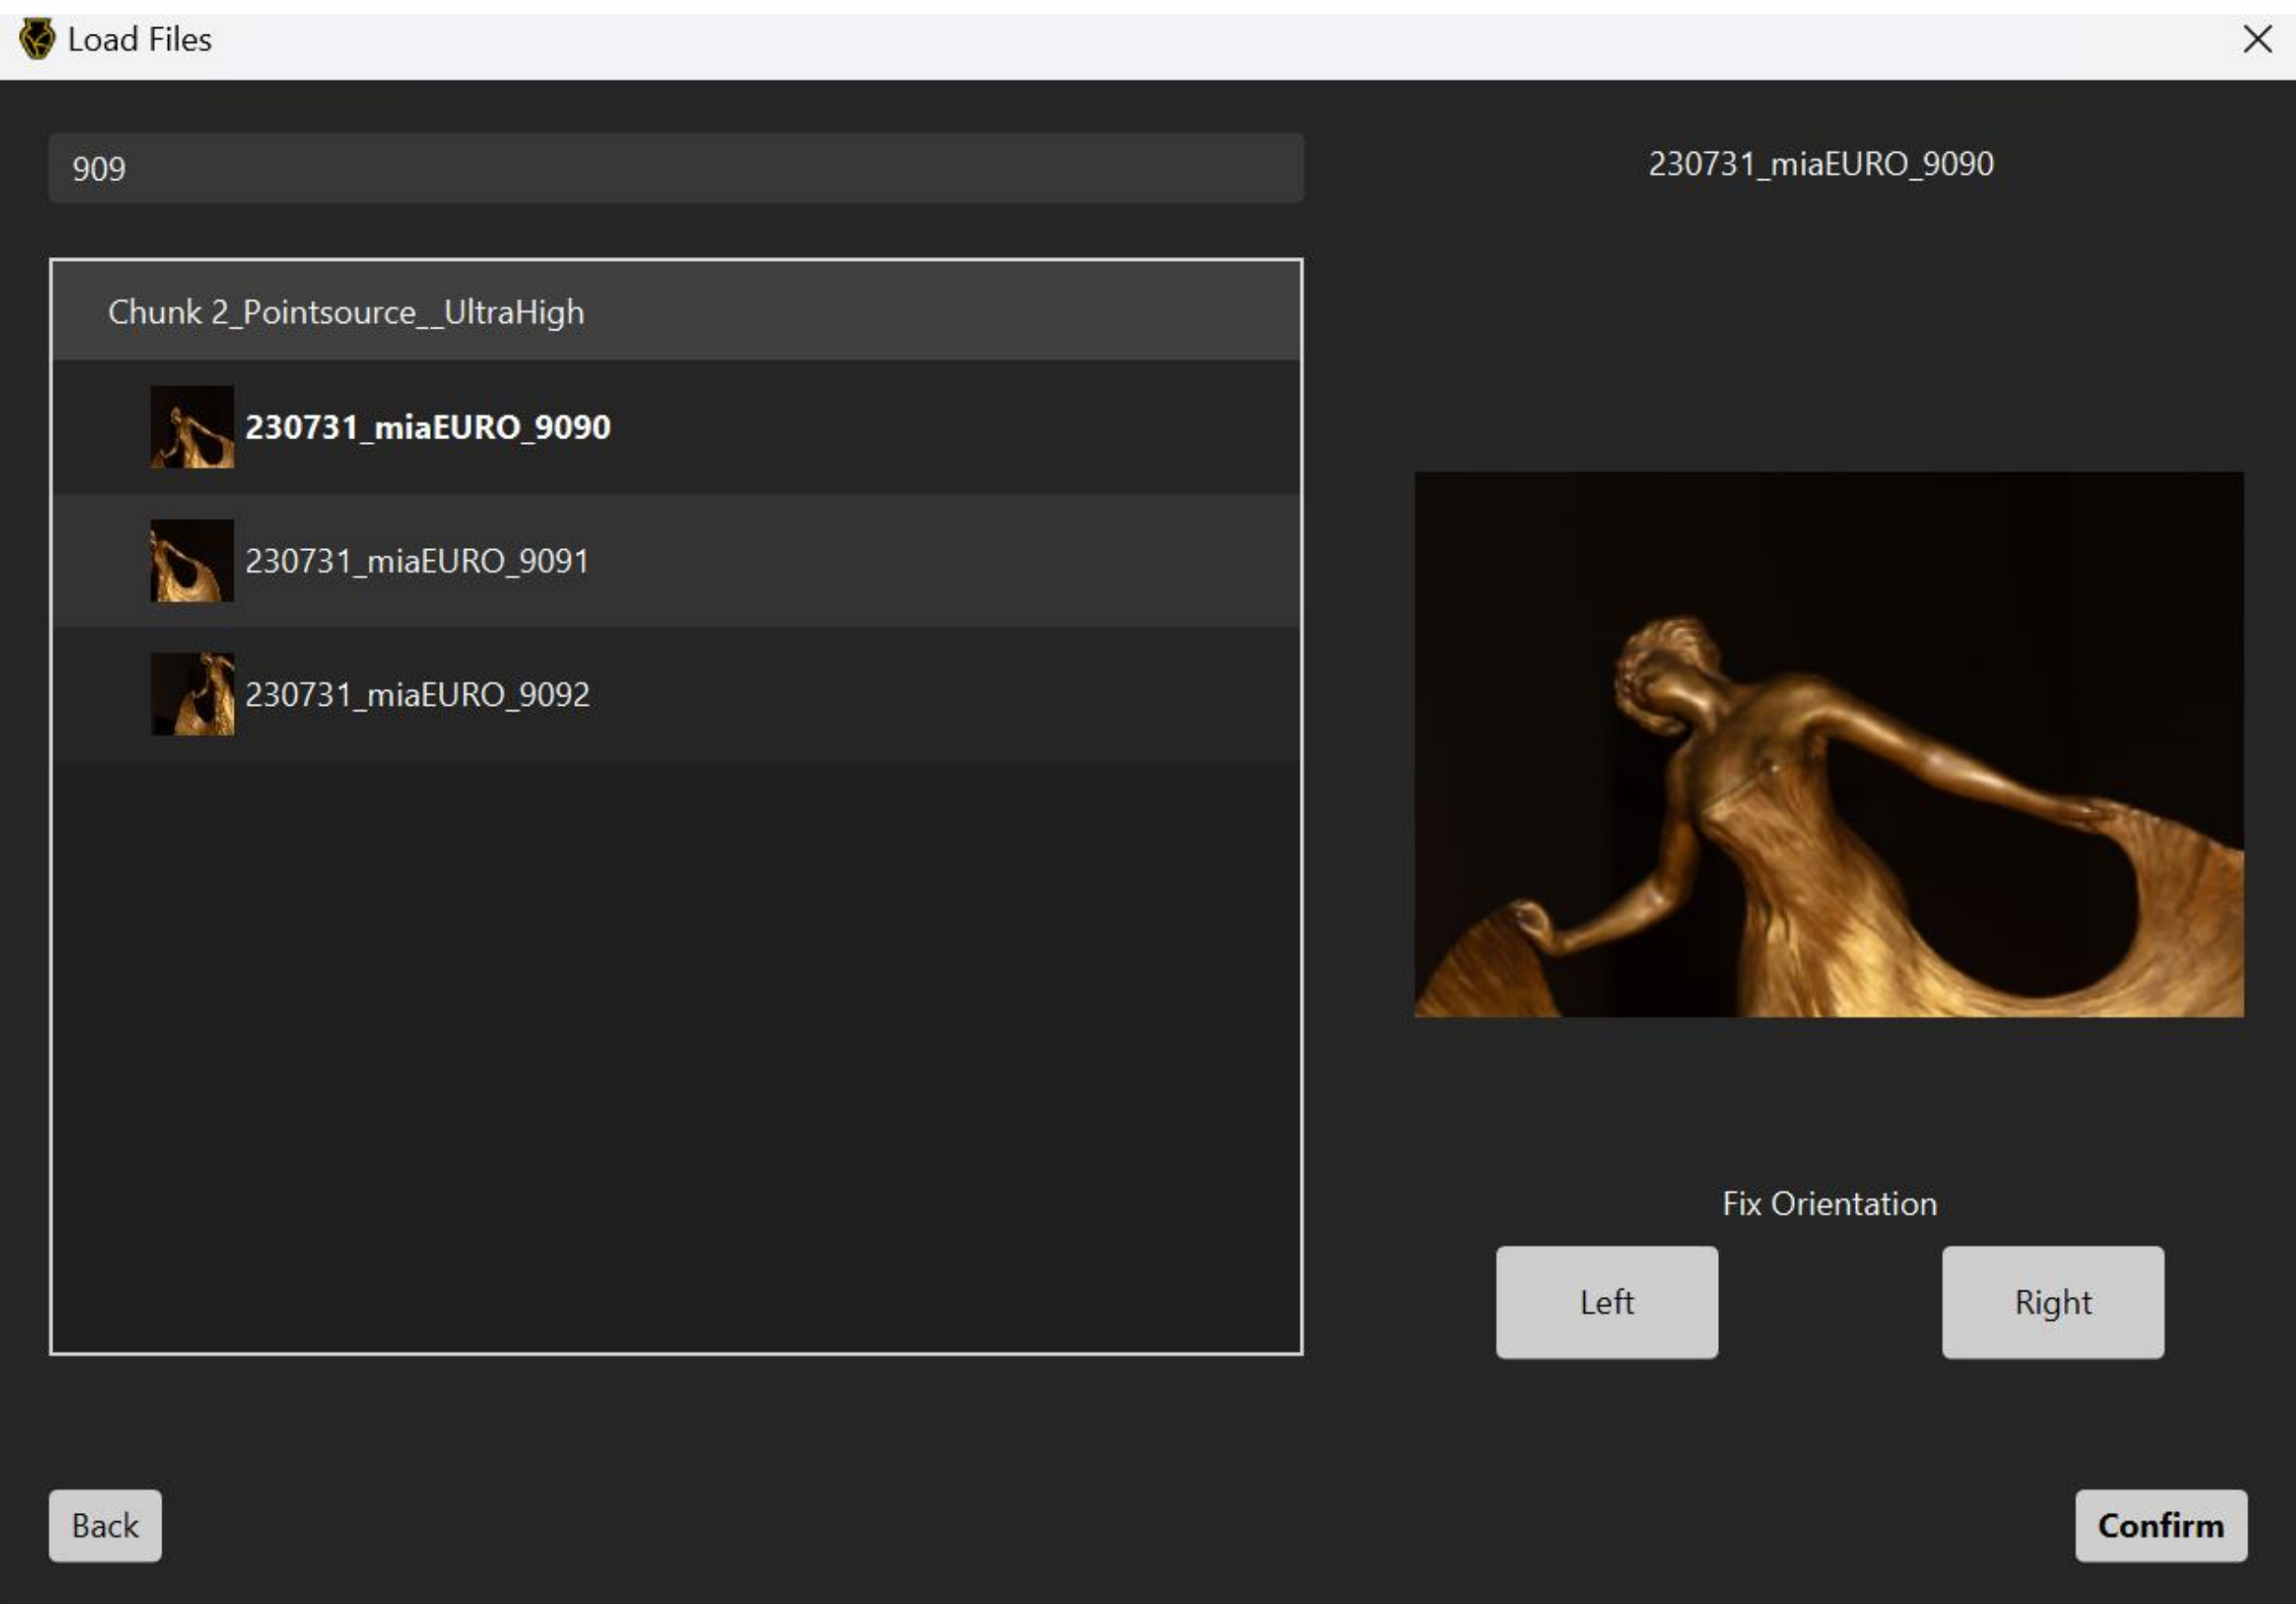 Load Files
909
230731_miaEURO_9090
Chunk 2_Pointsource__UltraHigh
230731_miaEURO_9090
230731_miaEURO_9091
230731_miaEURO_9092
Fix Orientation
Left
Right
Back
Confirm